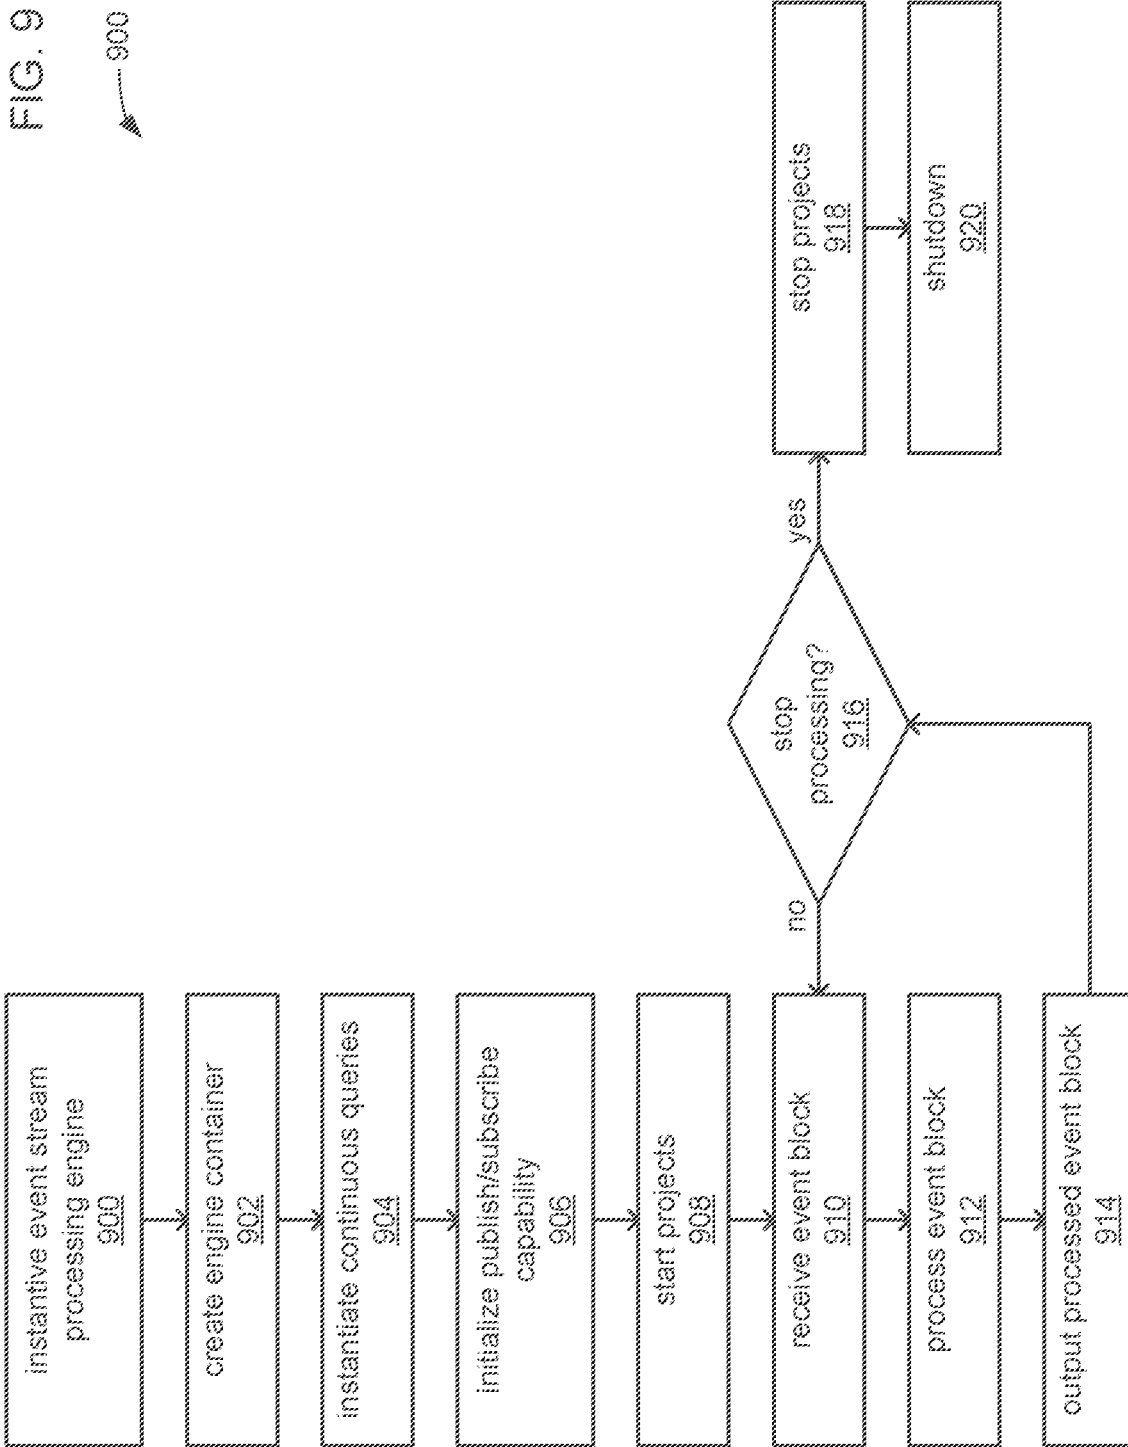 FIG. 9
900
instantive event stream
processing engine
900
create engine container
902
instantiate continuous queries
904
initialize publish/subscribe
capability
906
start projects
908
receive event block
910
process event block
912
output processed event block
914
stop
processing?
916
no
yes
stop projects
918
shutdown
920